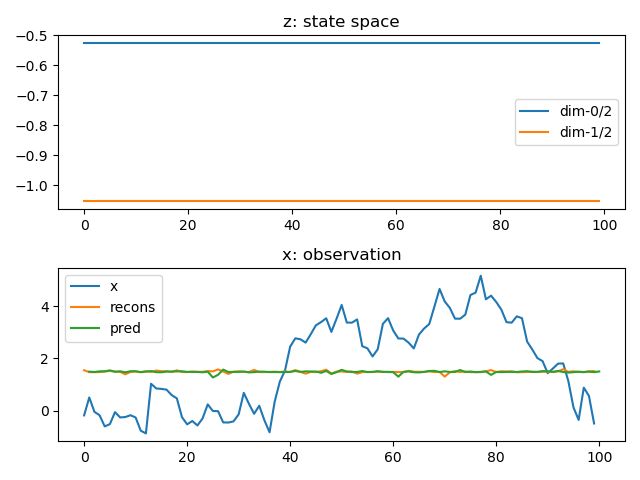 z: state space
−0.5
−0.6
−0.7
−0.8
−0.9
−1.0
dim-0/2
dim-1/2
0 20 40 60 80 100
x: observation
x
recons
pred
4
2
0
0 20 40 60 80 100